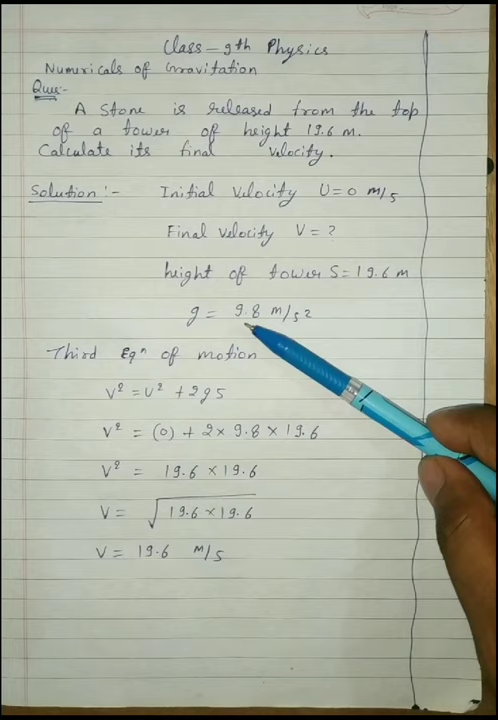 Class - 9th Physics
Numericals of Gravitation
Ques:-
A Stone is released from the top
of a tower of height 19.6 m.
Calculate its final velocity.
Solution :- Initial Velocity U = 0 m/s
Final Velocity V = ?
height of tower S = 19.6 m
g = 9.8 m/s2
Third Eqⁿ of motion
V² = U² + 2gs
V² = (0) + 2 × 9.8 × 19.6
V² = 19.6 × 19.6
V = √19.6 × 19.6
V = 19.6 M/s